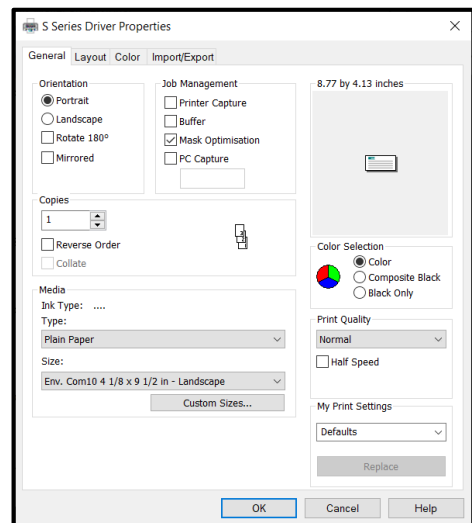 S Series Driver Properties
General Layout Color Import/Export
Orientation
Portrait
Landscape
Rotate 180º
Mirrored
Job Management
Printer Capture
Buffer
Mask Optimisation
PC Capture
8.77 by 4.13 inches
Copies
1
Reverse Order
Collate
Color Selection
Color
Composite Black
Black Only
Media
Ink Type: ....
Type:
Plain Paper
Size:
Env. Com10 4 1/8 x 9 1/2 in - Landscape
Custom Sizes...
Print Quality
Normal
Half Speed
My Print Settings
Defaults
Replace
OK Cancel Help